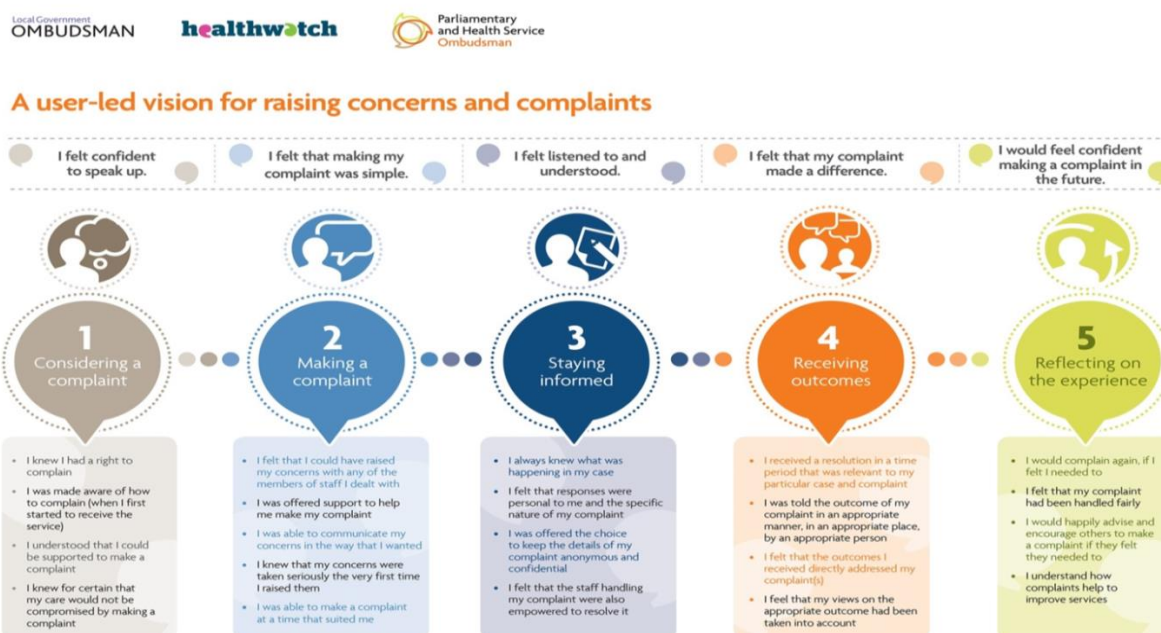 Local Government
OMBUDSMAN
healthwatch
Parliamentary
and Health Service
Ombudsman
A user-led vision for raising concerns and complaints
I felt confident
to speak up.
I felt that making my
complaint was simple.
I felt listened to and
understood.
I felt that my complaint
made a difference.
I would feel confident
making a complaint in
the future.
1
Considering a
complaint
2
Making a
complaint
3
Staying
informed
4
Receiving
outcomes
5
Reflecting on
the experience
• I knew I had a right to
complain
• I was made aware of how
to complain (when I first
started to receive the
service)
• I understood that I could
be supported to make a
complaint
• I knew for certain that
my care would not be
compromised by making a
complaint
• I felt that I could have raised
my concerns with any of the
members of staff I dealt with
• I was offered support to help
me make my complaint
• I was able to communicate my
concerns in the way that I wanted
• I knew that my concerns were
taken seriously the very first time
I raised them
• I was able to make a complaint
at a time that suited me
• I always knew what was
happening in my case
• I felt that responses were
personal to me and the specific
nature of my complaint
• I was offered the choice
to keep the details of my
complaint anonymous and
confidential
• I felt that the staff handling
my complaint were also
empowered to resolve it
• I received a resolution in a time
period that was relevant to my
particular case and complaint
• I was told the outcome of my
complaint in an appropriate
manner, in an appropriate place,
by an appropriate person
• I felt that the outcomes I
received directly addressed my
complaint(s)
• I feel that my views on the
appropriate outcome had been
taken into account
• I would complain again, if I
felt I needed to
• I felt that my complaint
had been handled fairly
• I would happily advise and
encourage others to make
a complaint if they felt
they needed to
• I understand how
complaints help to
improve services